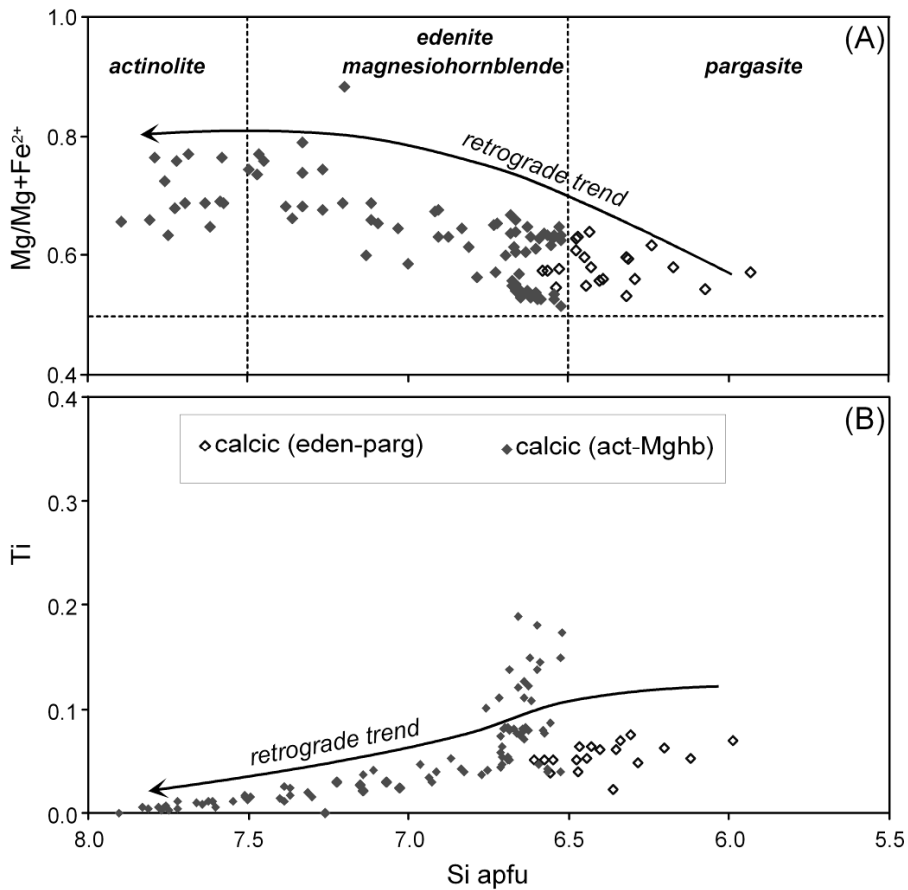 1.0
(A)
edenite
actinolite
magnesiohornblende
pargasite
0.8
retrograde trend
Mg/Mg+Fe²⁺
0.6
0.4
0.4
(B)
calcic (eden-parg)
calcic (act-Mghb)
0.3
Ti
0.2
0.1
retrograde trend
0.0
8.0 7.5 7.0 6.5 6.0 5.5
Si apfu